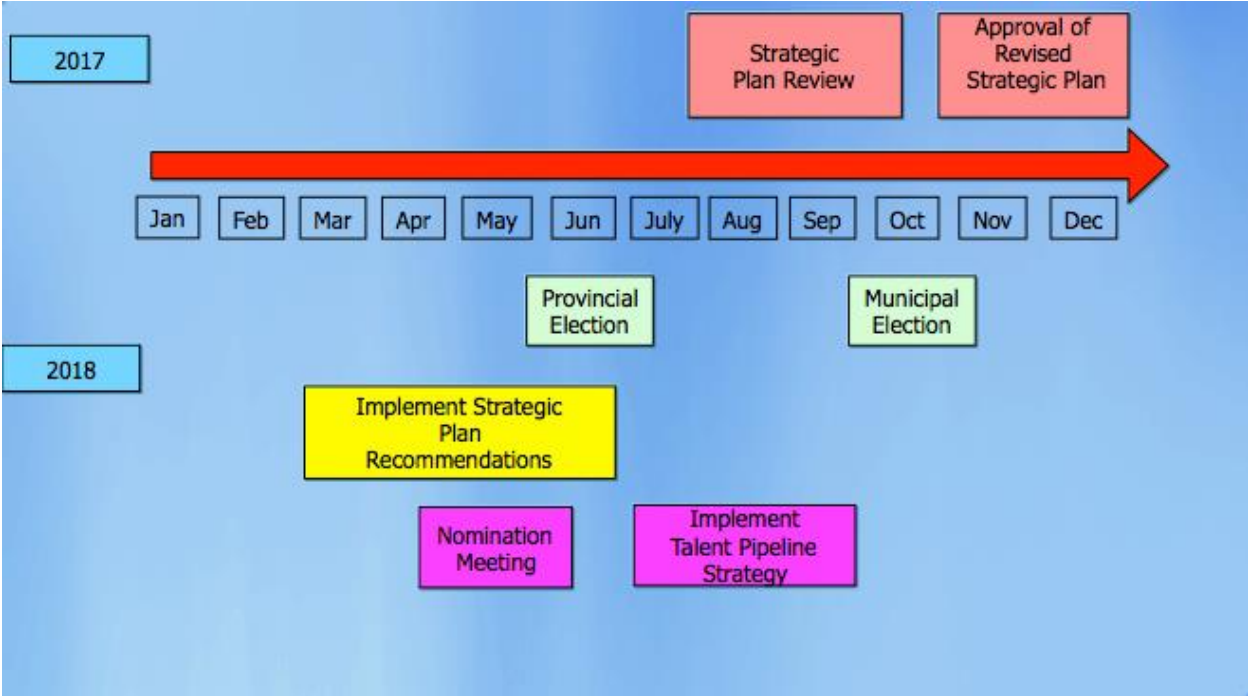 2017
Strategic
Plan Review
Approval of
Revised
Strategic Plan
Jan Feb Mar Apr May Jun July Aug Sep Oct Nov Dec
Provincial
Election
Municipal
Election
2018
Implement Strategic
Plan
Recommendations
Nomination
Meeting
Implement
Talent Pipeline
Strategy